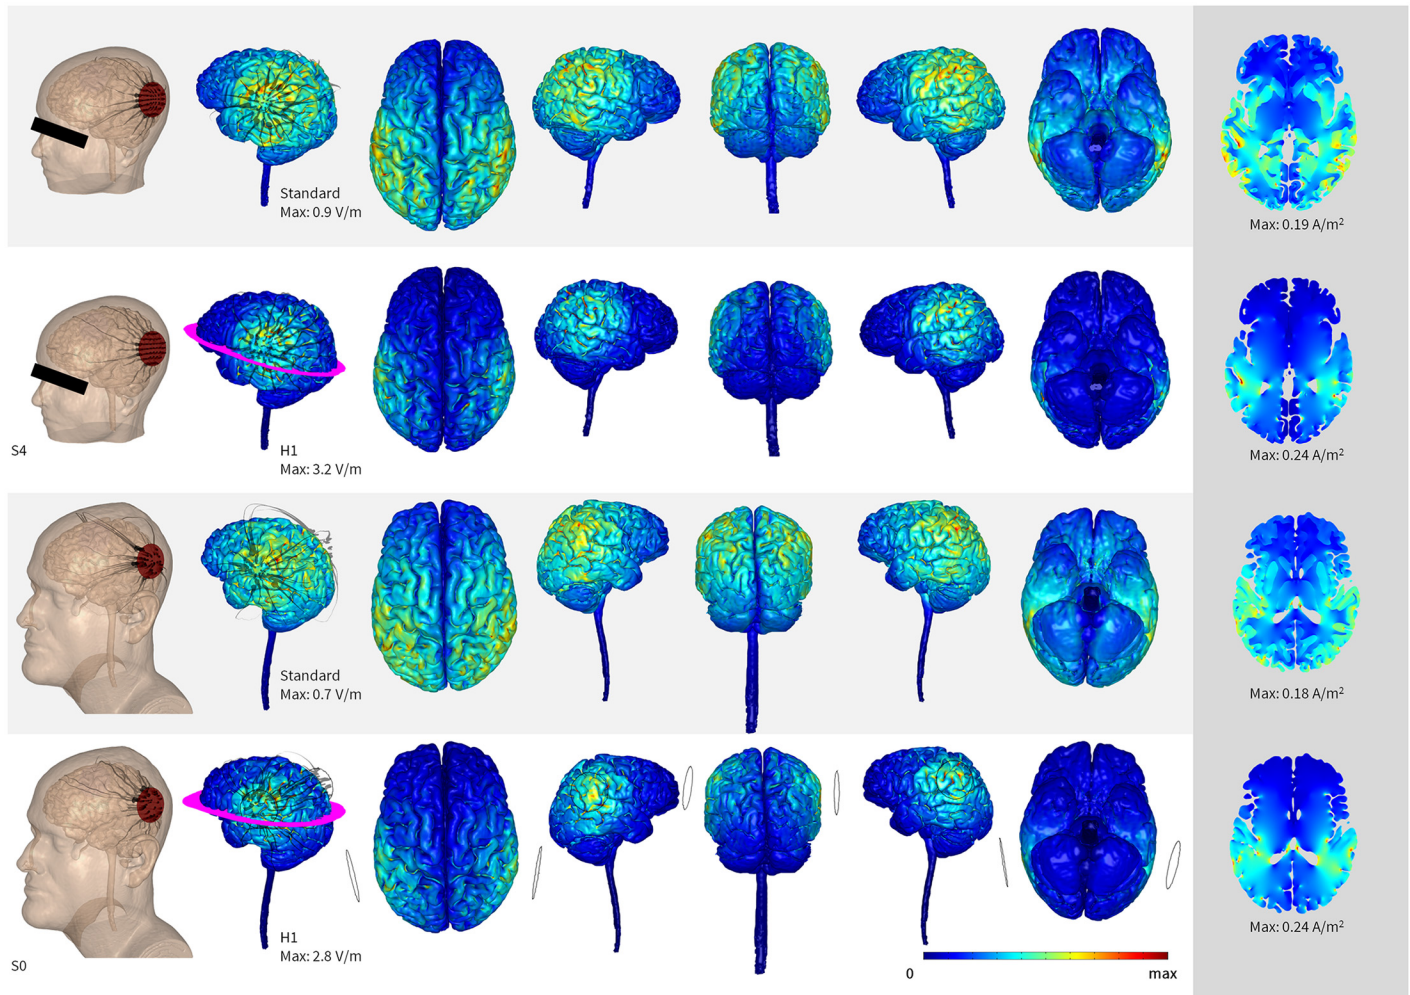 Standard
Max: 0.9 V/m
Max: 0.19 A/m²
S4
H1
Max: 3.2 V/m
Max: 0.24 A/m²
Standard
Max: 0.7 V/m
Max: 0.18 A/m²
S0
H1
Max: 2.8 V/m
Max: 0.24 A/m²
0
max